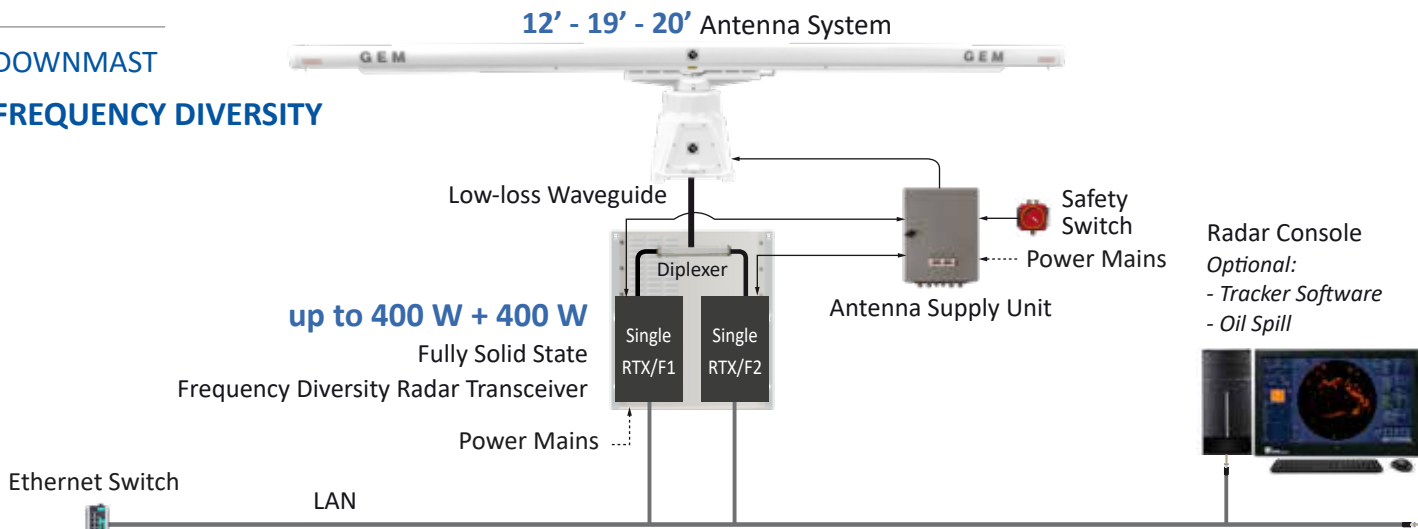 12’ - 19’ - 20’ Antenna System
DOWNMAST
FREQUENCY DIVERSITY
GEM
GEM
Low-loss Waveguide
Safety
Switch
Power Mains
Diplexer
Antenna Supply Unit
Radar Console
Optional:
- Tracker Software
- Oil Spill
up to 400 W + 400 W
Fully Solid State
Frequency Diversity Radar Transceiver
Single
RTX/F1
Single
RTX/F2
Power Mains
Ethernet Switch
LAN